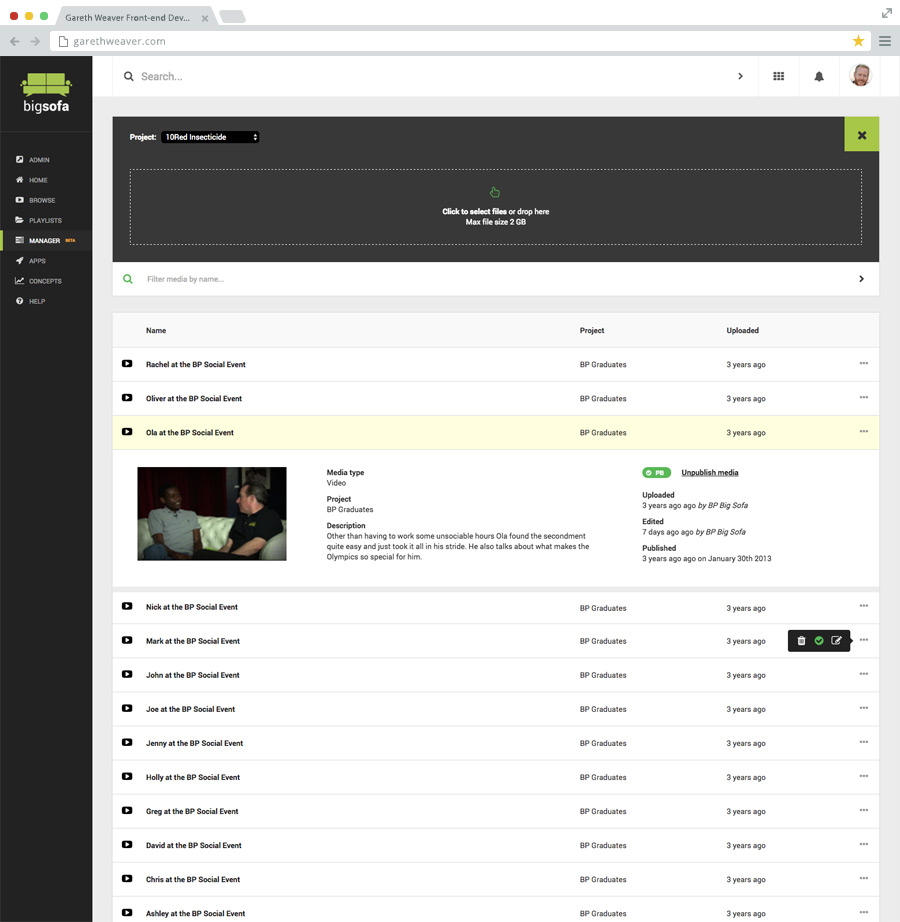 Gareth Weaver Front-end Dev...
garethweaver.com
bigsofa
Search...
ADMIN
HOME
BROWSE
PLAYLISTS
MANAGER BETA
APPS
CONCEPTS
HELP
Project: 10Red Insecticide
Click to select files or drop here
Max file size 2 GB
Filter media by name...
Name Project Uploaded
Rachel at the BP Social Event BP Graduates 3 years ago
Oliver at the BP Social Event BP Graduates 3 years ago
Ola at the BP Social Event BP Graduates 3 years ago
Media type
Video
Project
BP Graduates
Description
Other than having to work some unsociable hours Ola found the secondment
quite easy and just took it all in his stride. He also talks about what makes the
Olympics so special for him.
PB Unpublish media
Uploaded
3 years ago ago by BP Big Sofa
Edited
7 days ago ago by BP Big Sofa
Published
3 years ago ago on January 30th 2013
Nick at the BP Social Event BP Graduates 3 years ago
Mark at the BP Social Event BP Graduates 3 years ago
John at the BP Social Event BP Graduates 3 years ago
Joe at the BP Social Event BP Graduates 3 years ago
Jenny at the BP Social Event BP Graduates 3 years ago
Holly at the BP Social Event BP Graduates 3 years ago
Greg at the BP Social Event BP Graduates 3 years ago
David at the BP Social Event BP Graduates 3 years ago
Chris at the BP Social Event BP Graduates 3 years ago
Ashley at the BP Social Event BP Graduates 3 years ago